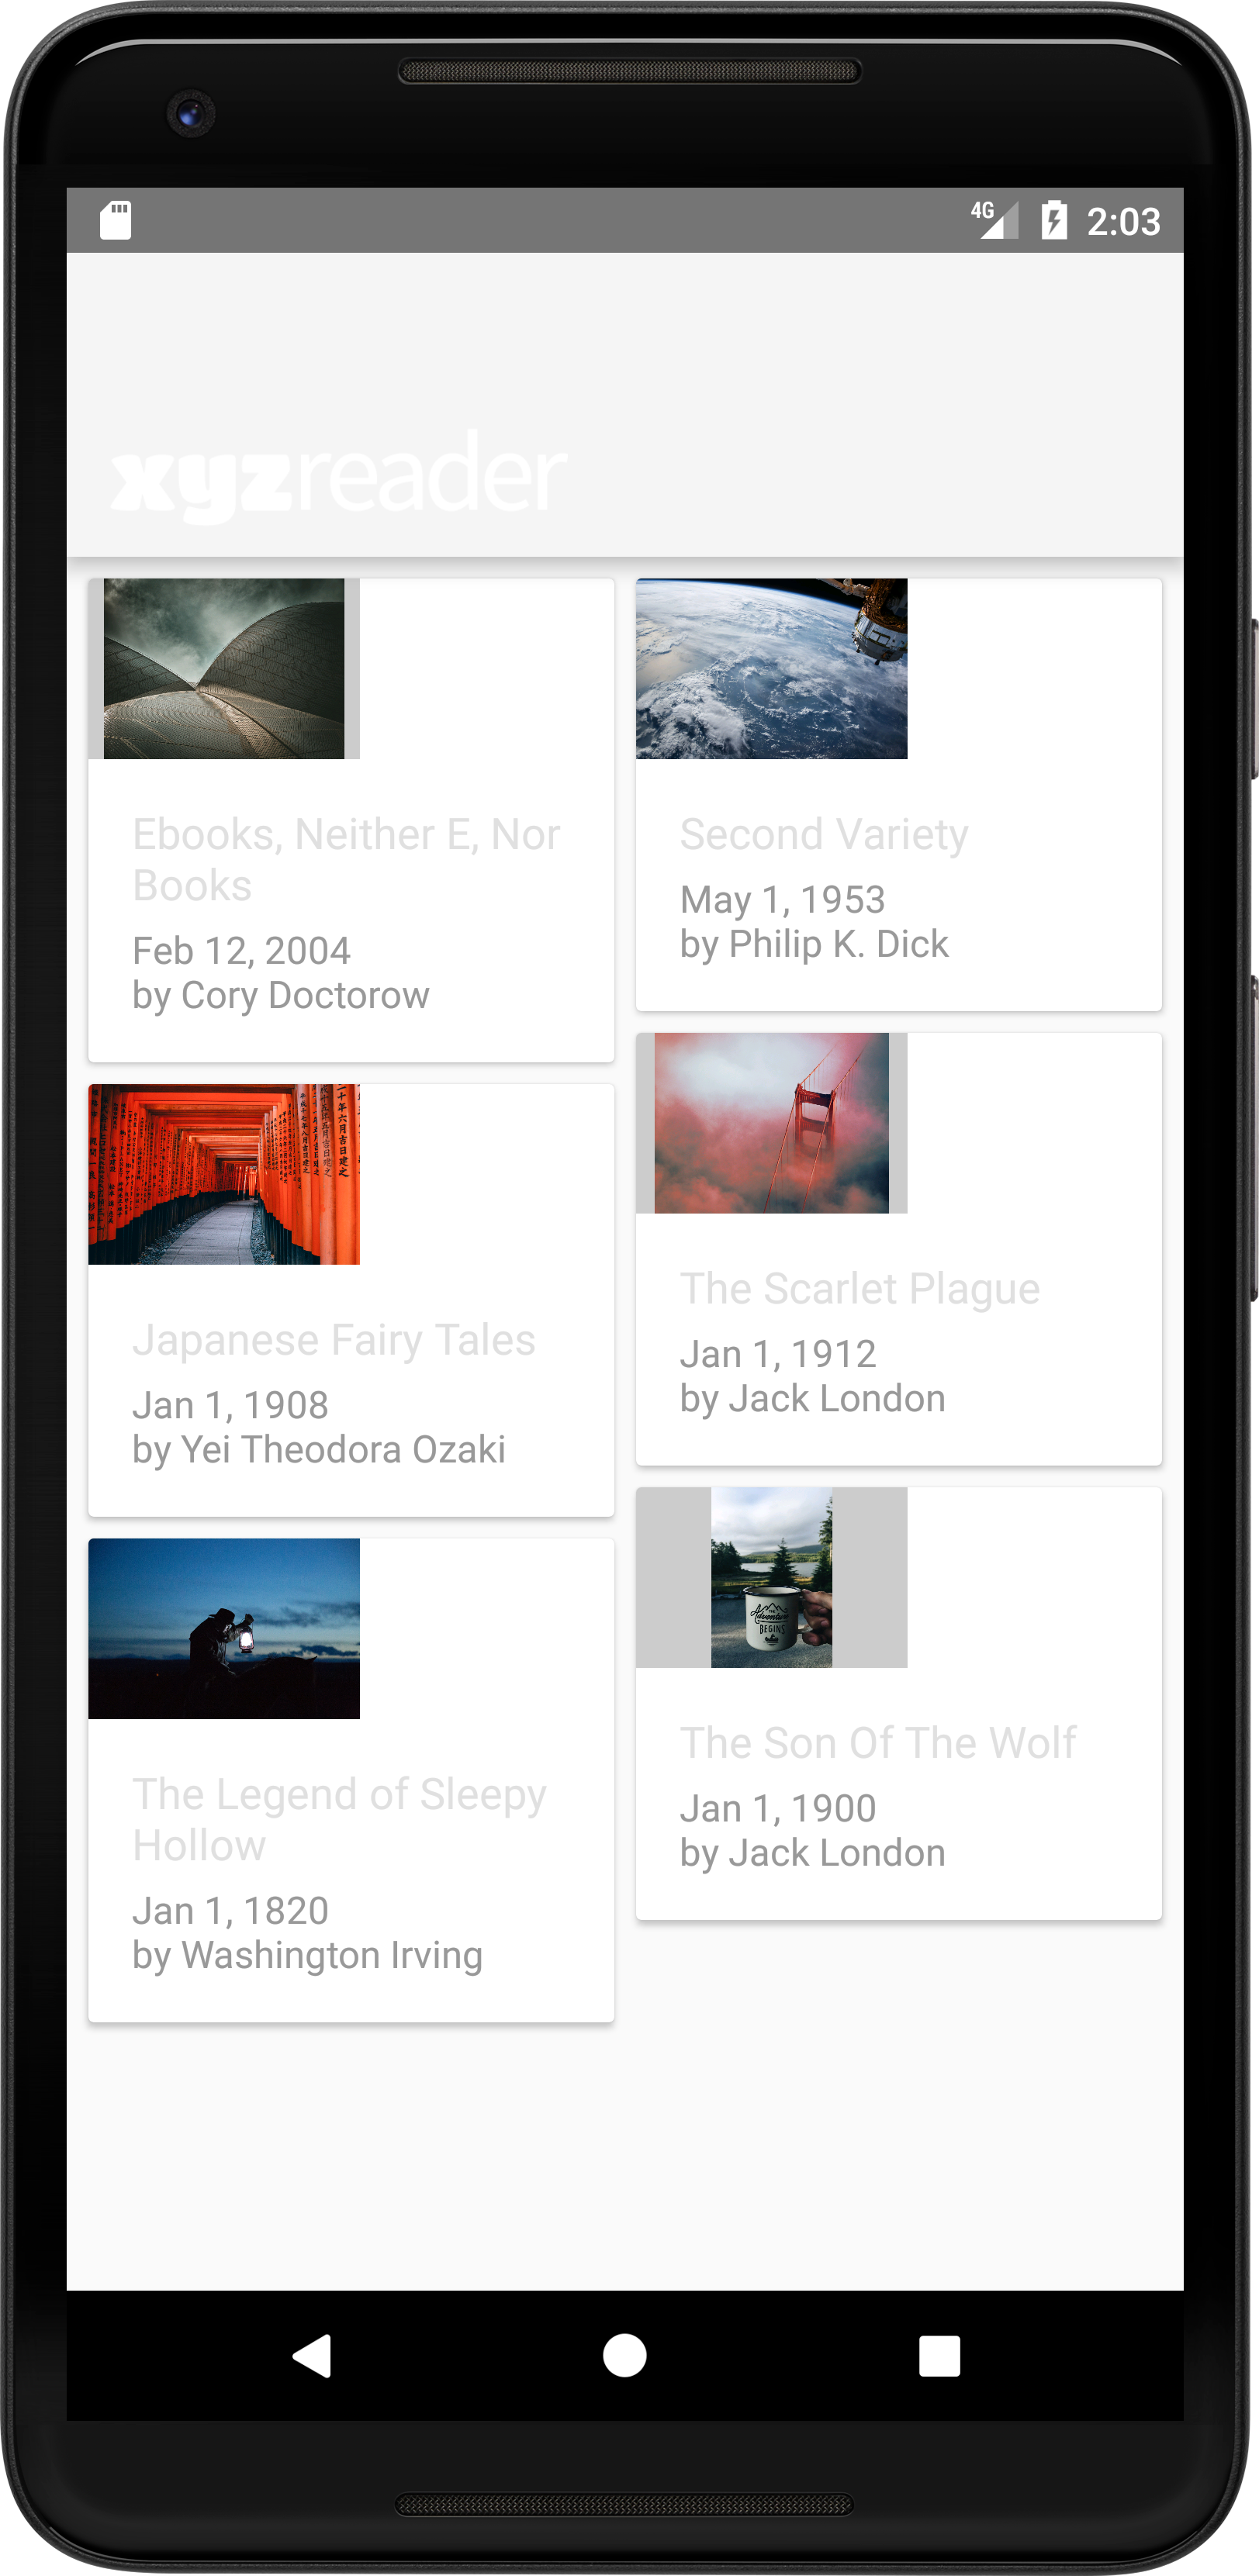 4G 2:03
xyzreader
Ebooks, Neither E, Nor
Books
Feb 12, 2004
by Cory Doctorow
Second Variety
May 1, 1953
by Philip K. Dick
Japanese Fairy Tales
Jan 1, 1908
by Yei Theodora Ozaki
The Scarlet Plague
Jan 1, 1912
by Jack London
The Legend of Sleepy
Hollow
Jan 1, 1820
by Washington Irving
Adventure
BEGINS
The Son Of The Wolf
Jan 1, 1900
by Jack London